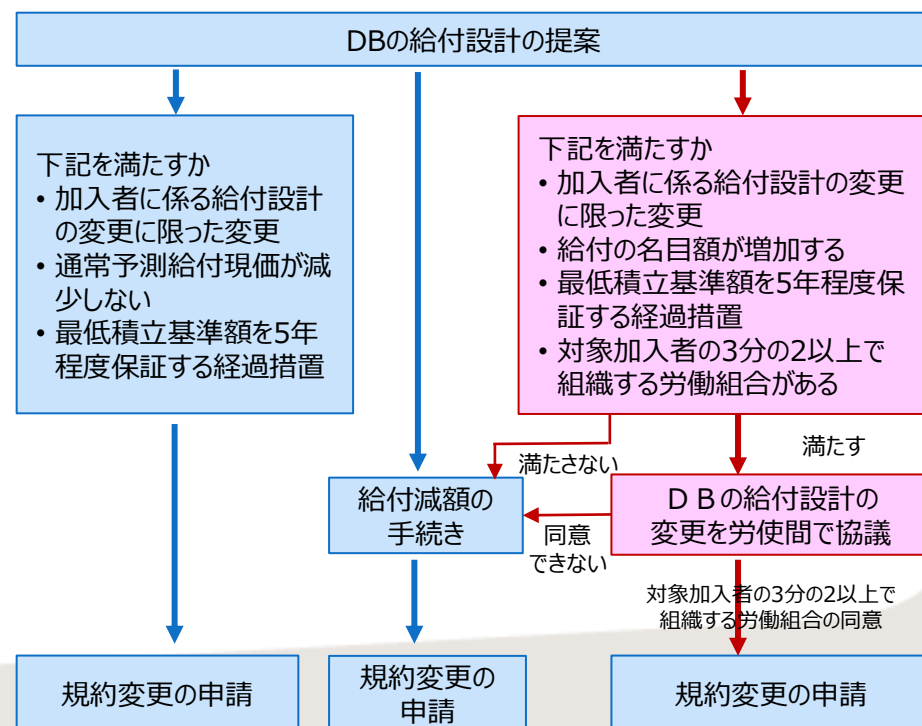 DBの給付設計の提案
下記を満たすか
• 加入者に係る給付設計
の変更に限った変更
• 通常予測給付現価が減
少しない
• 最低積立基準額を5年
程度保証する経過措置
下記を満たすか
• 加入者に係る給付設計の変更
に限った変更
• 給付の名目額が増加する
• 最低積立基準額を5年程度保
証する経過措置
• 対象加入者の3分の2以上で
組織する労働組合がある
満たさない
満たす
給付減額の
手続き
ＤＢの給付設計の
変更を労使間で協議
同意
できない
対象加入者の3分の2以上で
組織する労働組合の同意
規約変更の申請
規約変更の
申請
規約変更の申請